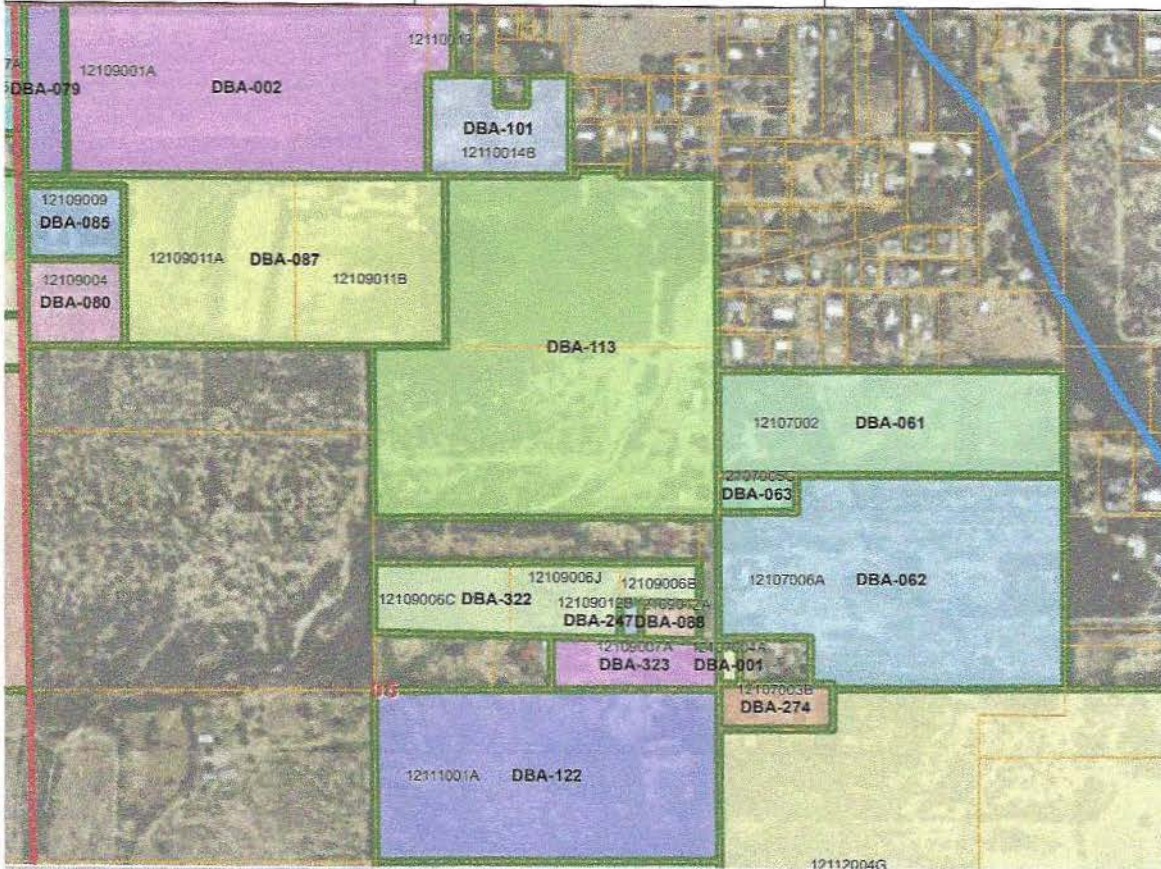 12109001A
DBA-002
DBA-079
DBA-101
12110014B
12109009
DBA-085
12109011A DBA-087
12109011B
12109004
DBA-080
DBA-113
12107002 DBA-061
DBA-063
12109006J
12109006B
12107006A DBA-062
12109006C DBA-322
DBA-247 DBA-088
12109007A
DBA-323 DBA-001
12107003B
DBA-274
16
12111001A DBA-122
12112004G